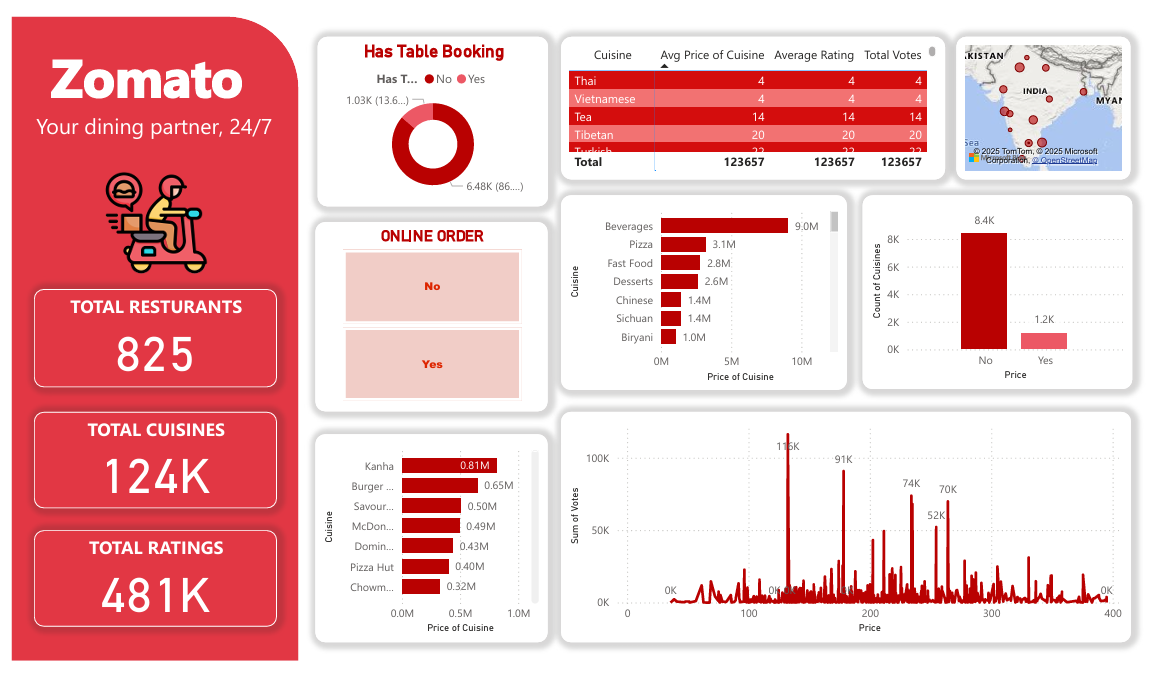 Zomato
Your dining partner, 24/7
TOTAL RESTURANTS
825
TOTAL CUISINES
124K
TOTAL RATINGS
481K
Has Table Booking
Has T... No Yes
1.03K (13.6...)
6.48K (86....)
ONLINE ORDER
No
Yes
Cuisine
Kanha 0.81M
Burger ... 0.65M
Savour... 0.50M
McDon... 0.49M
Domin... 0.43M
Pizza Hut 0.40M
Chowm... 0.32M
0.0M 0.5M 1.0M
Price of Cuisine
Cuisine Avg Price of Cuisine Average Rating Total Votes
Thai 4 4 4
Vietnamese 4 4 4
Tea 14 14 14
Tibetan 20 20 20
Turkish 22 22 22
Total 123657 123657 123657
KISTAN
INDIA
MYAN
Sea
© 2025 TomTom, © 2025 Microsoft
Corporation, © OpenStreetMap
Cuisine
Beverages 9.0M
Pizza 3.1M
Fast Food 2.8M
Desserts 2.6M
Chinese 1.4M
Sichuan 1.4M
Biryani 1.0M
0M 5M 10M
Price of Cuisine
Count of Cuisines
8K
6K
4K
2K
0K
8.4K
1.2K
No Yes
Price
Sum of Votes
100K
50K
0K
116K
91K
74K
52K
70K
0K
0K
0K
0 100 200 300 400
Price